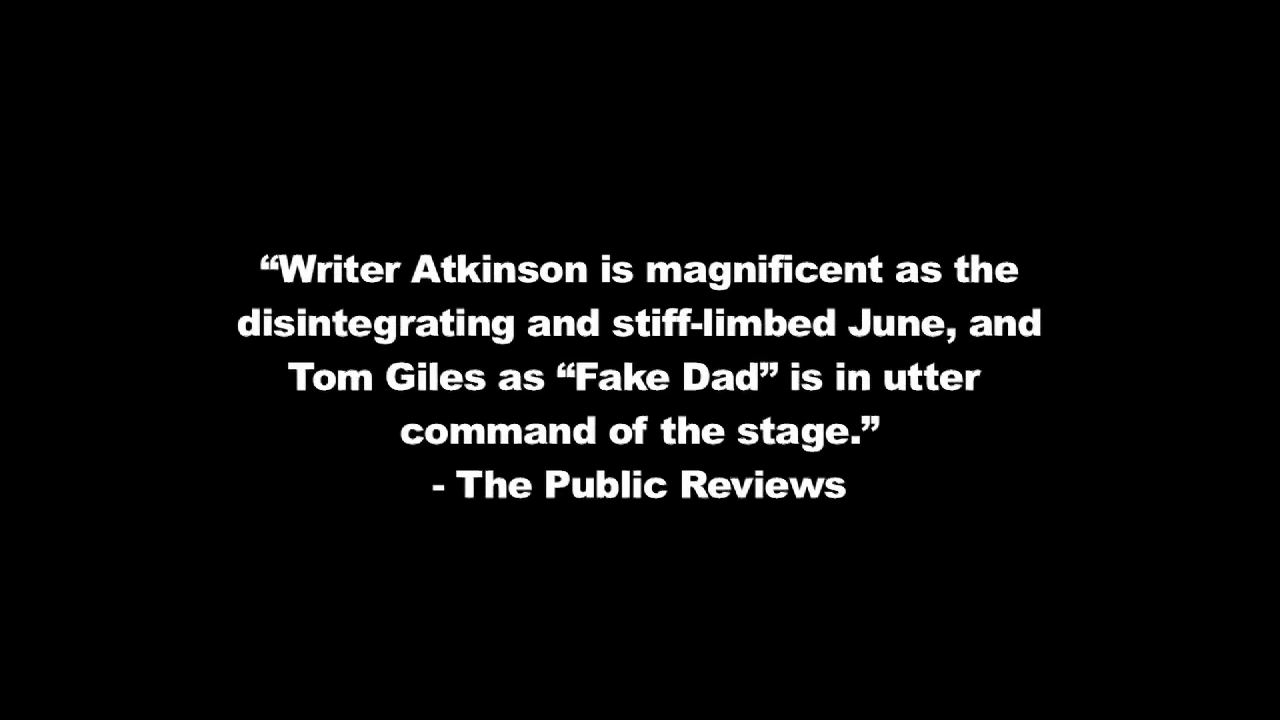 “Writer Atkinson is magnificent as the
disintegrating and stiff-limbed June, and
Tom Giles as “Fake Dad” is in utter
command of the stage.”
- The Public Reviews